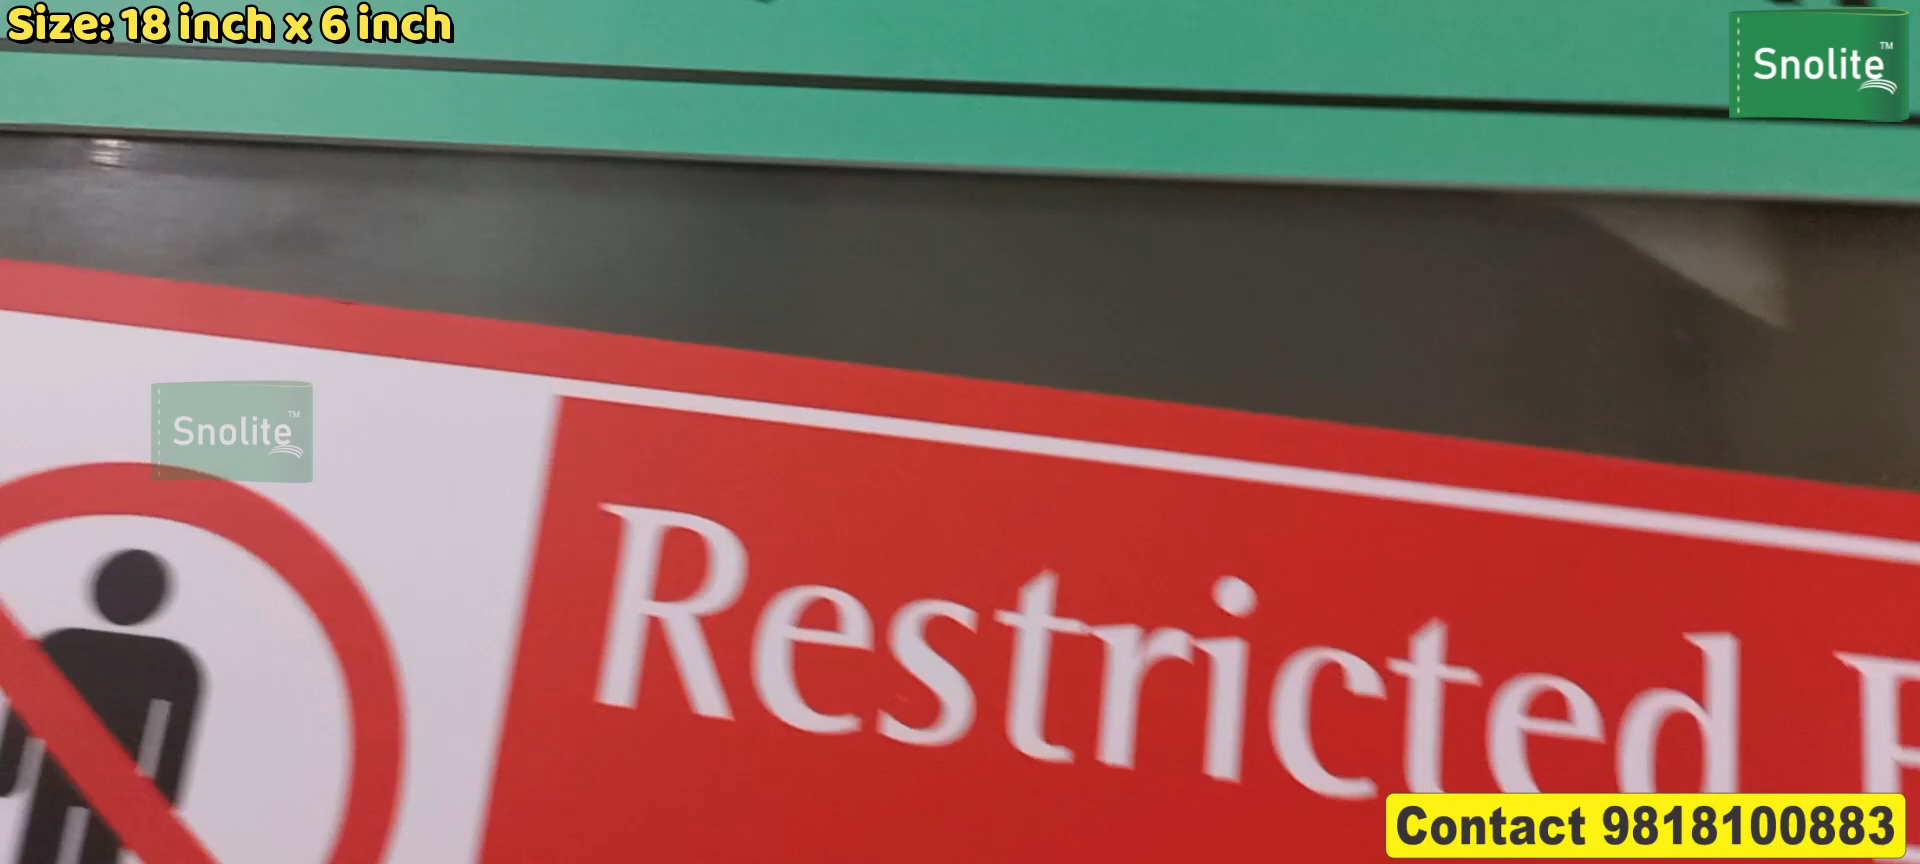 Size: 18 inch x 6 inch
Snolite™
Snolite™
Restricted
Contact 9818100883